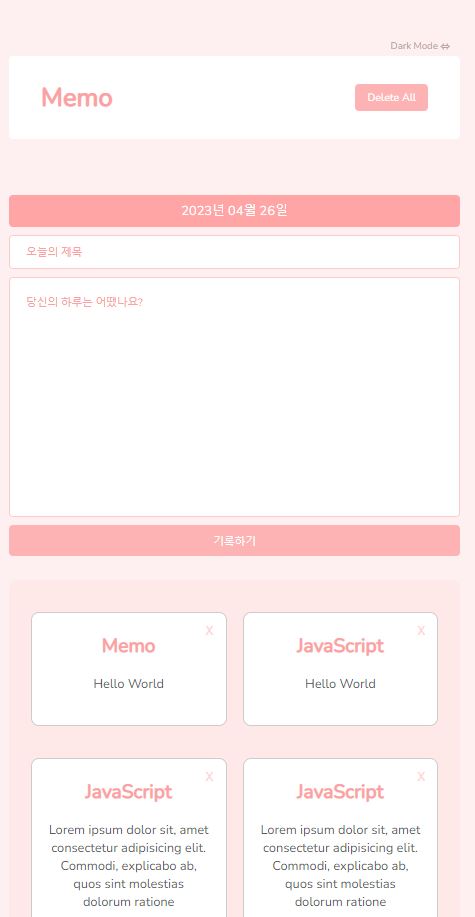 Dark Mode ⇔
Memo
Delete All
2023년 04월 26일
오늘의 제목
당신의 하루는 어땠나요?
기록하기
X
Memo
Hello World
X
JavaScript
Hello World
X
JavaScript
Lorem ipsum dolor sit, amet
consectetur adipisicing elit.
Commodi, explicabo ab,
quos sint molestias
dolorum ratione
X
JavaScript
Lorem ipsum dolor sit, amet
consectetur adipisicing elit.
Commodi, explicabo ab,
quos sint molestias
dolorum ratione